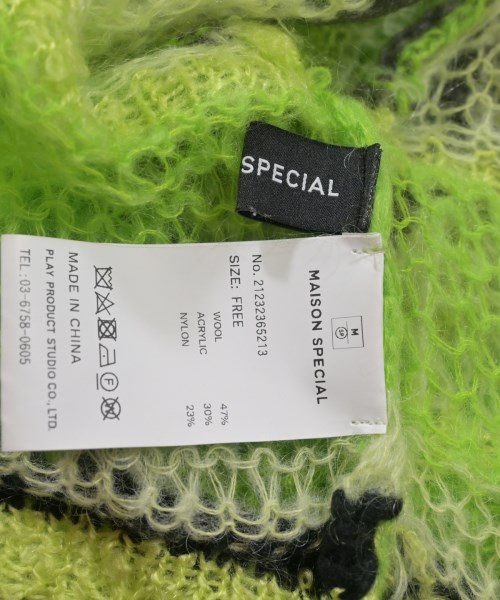 SPECIAL
M
SP
MAISON SPECIAL
No. 21232365213
SIZE: FREE
WOOL 47%
ACRYLIC 30%
NYLON 23%
MADE IN CHINA
PLAY PRODUCT STUDIO CO., LTD.
TEL : 03-6758-0605